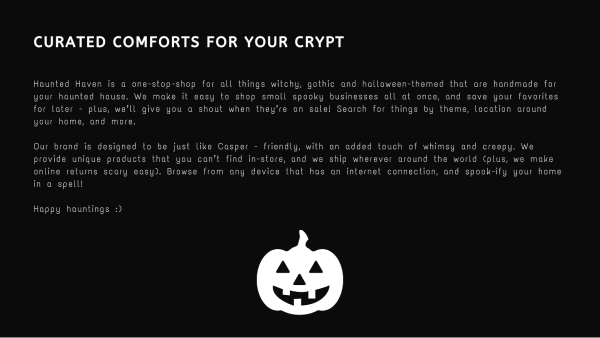 CURATED COMFORTS FOR YOUR CRYPT
Haunted Haven is a one-stop-shop for all things witchy, gothic and halloween-themed that are handmade for
your haunted house. We make it easy to shop small spooky businesses all at once, and save your favorites
for later - plus, we'll give you a shout when they're on sale! Search for things by theme, location around
your home, and more.
Our brand is designed to be just like Casper - friendly, with an added touch of whimsy and creepy. We
provide unique products that you can't find in-store, and we ship wherever around the world (plus, we make
online returns scary easy). Browse from any device that has an internet connection, and spook-ify your home
in a spell!
Happy hauntings :)